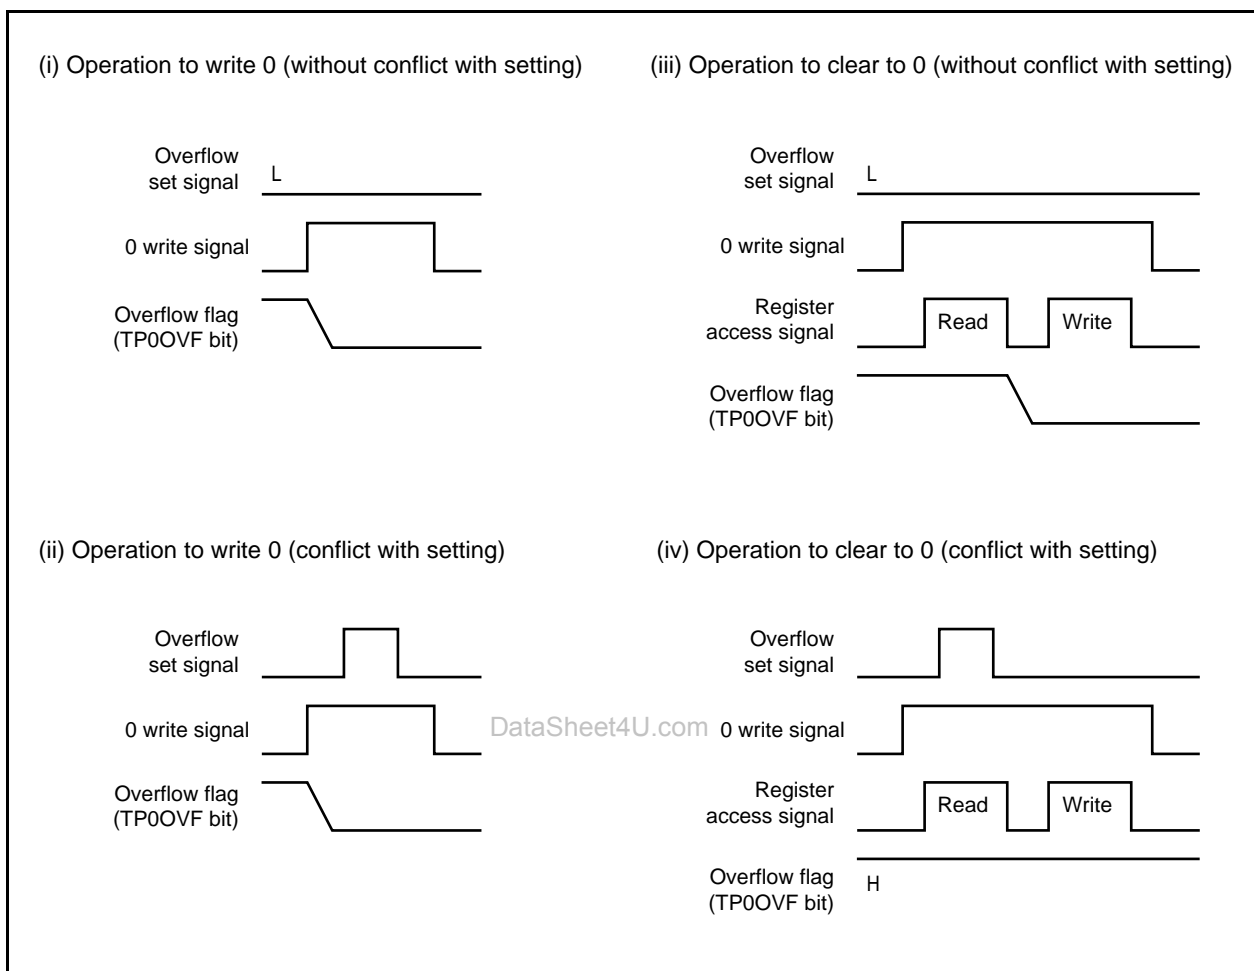 (i) Operation to write 0 (without conflict with setting)
Overflow
set signal
L
0 write signal
Overflow flag
(TP0OVF bit)
(iii) Operation to clear to 0 (without conflict with setting)
Overflow
set signal
L
0 write signal
Register
access signal
Read
Write
Overflow flag
(TP0OVF bit)
(ii) Operation to write 0 (conflict with setting)
Overflow
set signal
0 write signal
Overflow flag
(TP0OVF bit)
DataSheet4U.com
(iv) Operation to clear to 0 (conflict with setting)
Overflow
set signal
0 write signal
Register
access signal
Read
Write
Overflow flag
(TP0OVF bit)
H